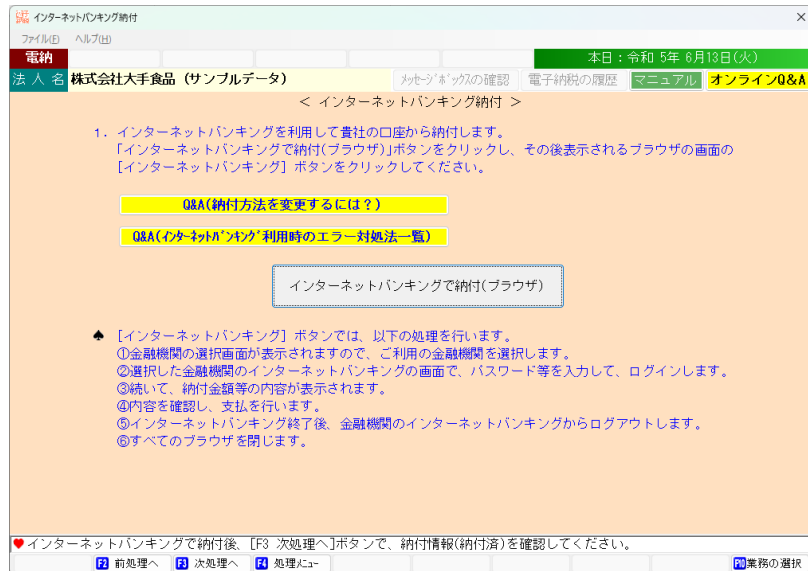 インターネットバンキング納付
ファイル(F) ヘルプ(H)
電納 本日：令和 5年 6月13日(火)
法 人 名 株式会社大手食品（サンプルデータ） メッセージボックスの確認 電子納税の履歴 マニュアル オンラインQ&A
＜ インターネットバンキング納付 ＞
1. インターネットバンキングを利用して貴社の口座から納付します。
「インターネットバンキングで納付(ブラウザ)」ボタンをクリックし、その後表示されるブラウザの画面の
[インターネットバンキング] ボタンをクリックしてください。
Q&A(納付方法を変更するには？)
Q&A(インターネットバンキング利用時のエラー対処法一覧)
インターネットバンキングで納付(ブラウザ)
♠ [インターネットバンキング] ボタンでは、以下の処理を行います。
①金融機関の選択画面が表示されますので、ご利用の金融機関を選択します。
②選択した金融機関のインターネットバンキングの画面で、パスワード等を入力して、ログインします。
③続いて、納付金額等の内容が表示されます。
④内容を確認し、支払を行います。
⑤インターネットバンキング終了後、金融機関のインターネットバンキングからログアウトします。
⑥すべてのブラウザを閉じます。
♥インターネットバンキングで納付後、[F3 次処理へ]ボタンで、納付情報(納付済)を確認してください。
F2 前処理へ F3 次処理へ F4 処理メニュー F10 業務の選択